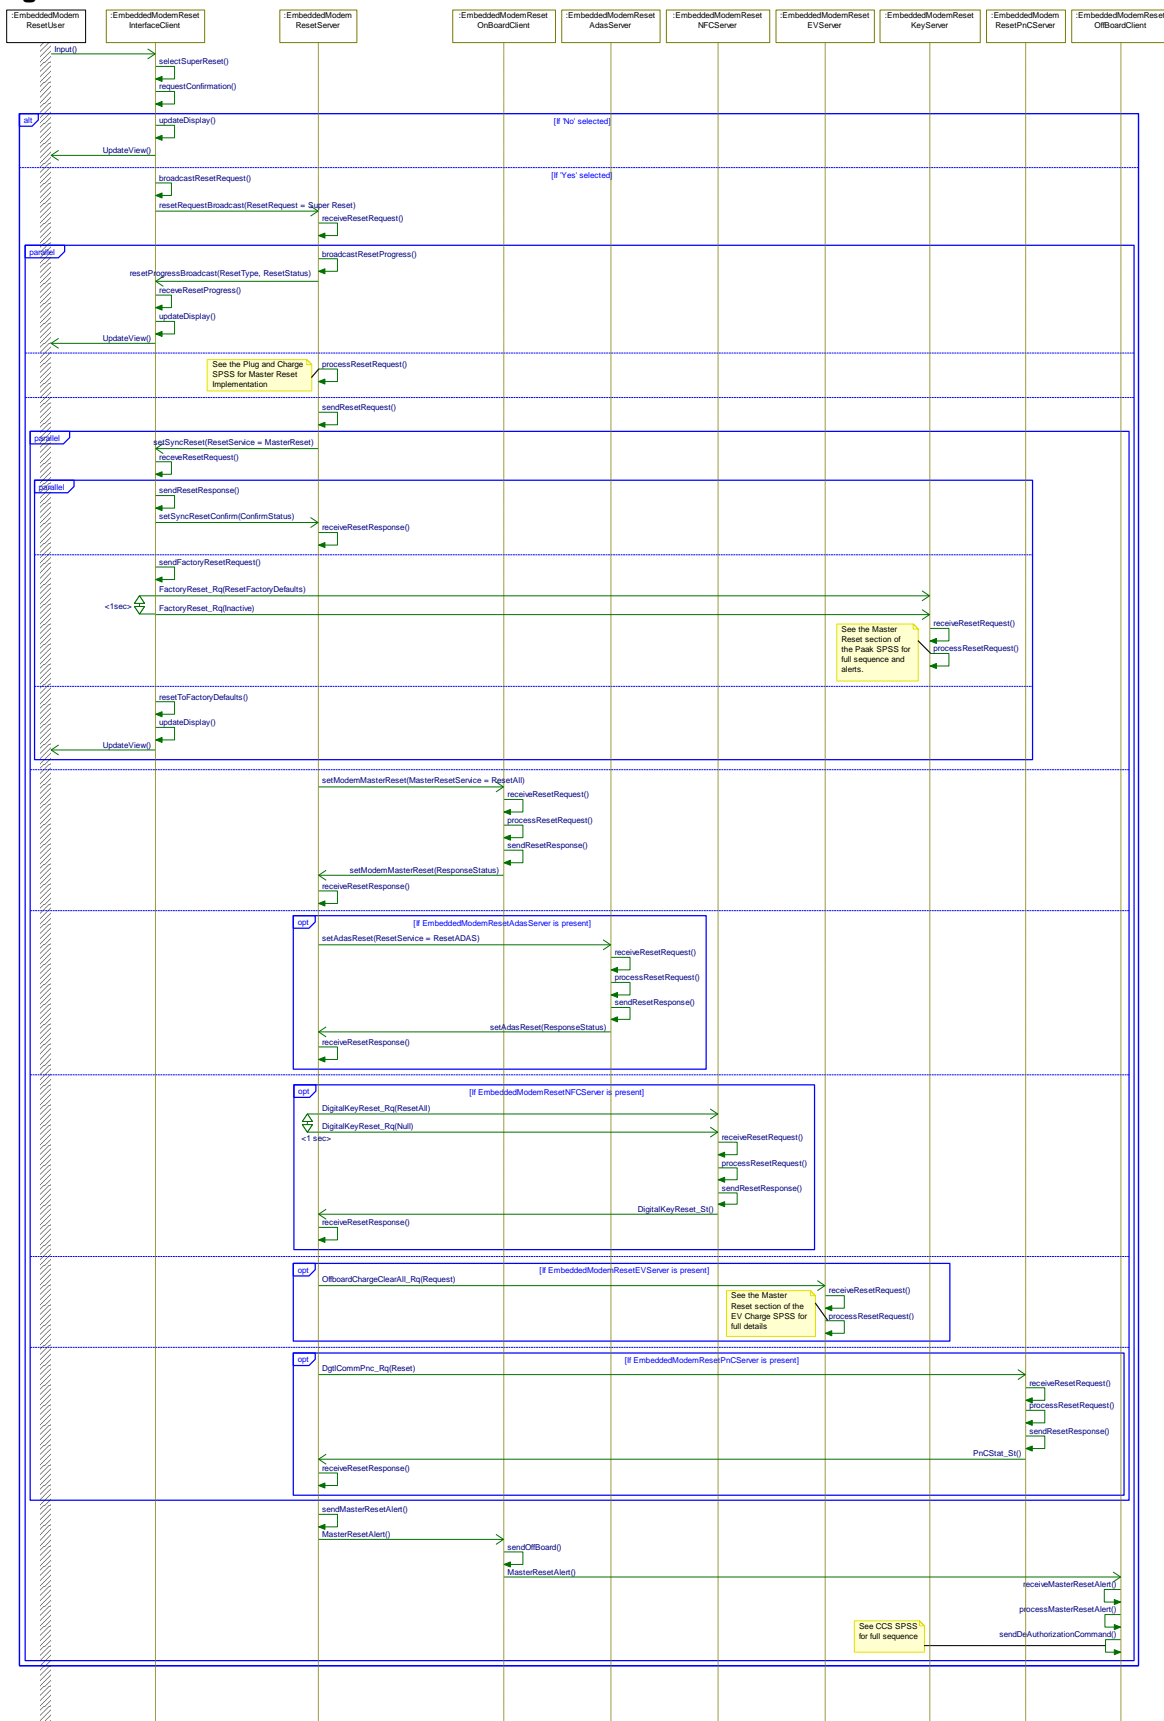 :EmbeddedModem
ResetUser
:EmbeddedModemReset
InterfaceClient
:EmbeddedModem
ResetServer
:EmbeddedModemReset
OnBoardClient
:EmbeddedModemReset
AdasServer
:EmbeddedModemReset
NFCServer
:EmbeddedModemReset
EVServer
:EmbeddedModemReset
KeyServer
:EmbeddedModem
ResetPnCServer
:EmbeddedModemReset
OffBoardClient
Input()
selectSuperReset()
requestConfirmation()
alt
[If 'No' selected]
updateDisplay()
UpdateView()
[If 'Yes' selected]
broadcastResetRequest()
resetRequestBroadcast(ResetRequest = Super Reset)
receiveResetRequest()
parallel
broadcastResetProgress()
resetProgressBroadcast(ResetType, ResetStatus)
receveResetProgress()
updateDisplay()
UpdateView()
See the Plug and Charge
SPSS for Master Reset
Implementation
processResetRequest()
sendResetRequest()
parallel
setSyncReset(ResetService = MasterReset)
receveResetRequest()
parallel
sendResetResponse()
setSyncResetConfirm(ConfirmStatus)
receiveResetResponse()
sendFactoryResetRequest()
FactoryReset_Rq(ResetFactoryDefaults)
<1sec>
FactoryReset_Rq(Inactive)
receiveResetRequest()
See the Master
Reset section of
the Paak SPSS for
full sequence and
alerts.
processResetRequest()
resetToFactoryDefaults()
updateDisplay()
UpdateView()
setModemMasterReset(MasterResetService = ResetAll)
receiveResetRequest()
processResetRequest()
sendResetResponse()
setModemMasterReset(ResponseStatus)
receiveResetResponse()
opt
[If EmbeddedModemResetAdasServer is present]
setAdasReset(ResetService = ResetADAS)
receiveResetRequest()
processResetRequest()
sendResetResponse()
setAdasReset(ResponseStatus)
receiveResetResponse()
opt
[If EmbeddedModemResetNFCServer is present]
DigitalKeyReset_Rq(ResetAll)
DigitalKeyReset_Rq(Null)
<1 sec>
receiveResetRequest()
processResetRequest()
sendResetResponse()
DigitalKeyReset_St()
receiveResetResponse()
opt
[If EmbeddedModemResetEVServer is present]
OffboardChargeClearAll_Rq(Request)
receiveResetRequest()
See the Master
Reset section of the
EV Charge SPSS for
full details
processResetRequest()
opt
[If EmbeddedModemResetPnCServer is present]
DgtlCommPnc_Rq(Reset)
receiveResetRequest()
processResetRequest()
sendResetResponse()
PnCStat_St()
receiveResetResponse()
sendMasterResetAlert()
MasterResetAlert()
sendOffBoard()
MasterResetAlert()
receiveMasterResetAlert()
processMasterResetAlert()
See CCS SPSS
for full sequence
sendDeAuthorizationCommand()